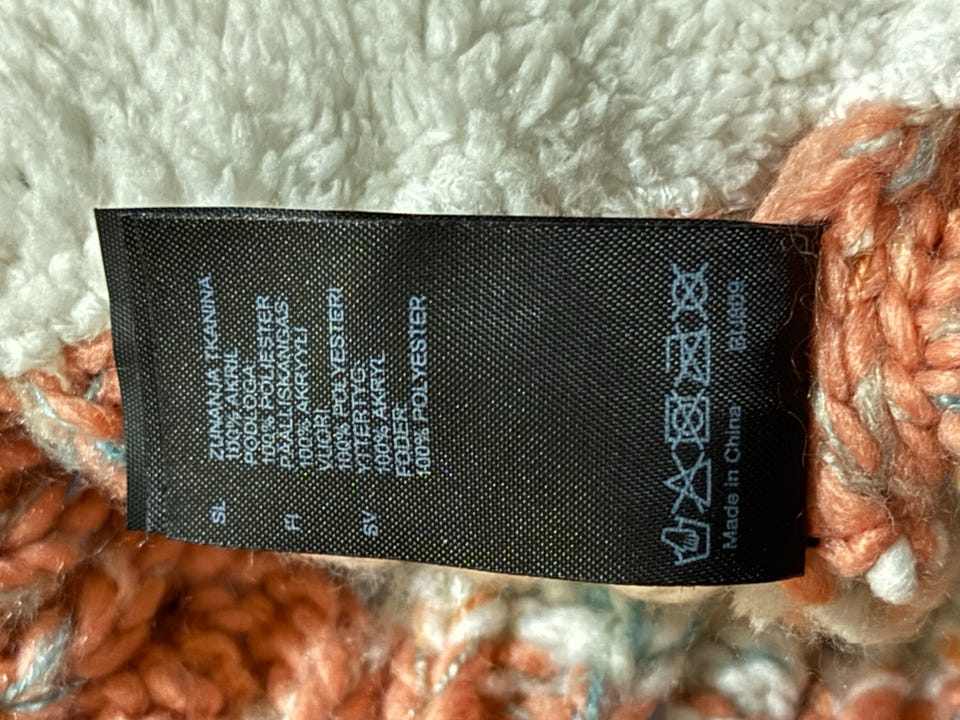 SL ZUNANJA TKANINA
100% AKRIL
PODLOGA
100% POLIESTER
FI PÄÄLLISKANGAS
100% AKRYYLI
VUORI
100% POLYESTERI
SV YTTERTYG
100% AKRYL
FODER
100% POLYESTER
Made in China